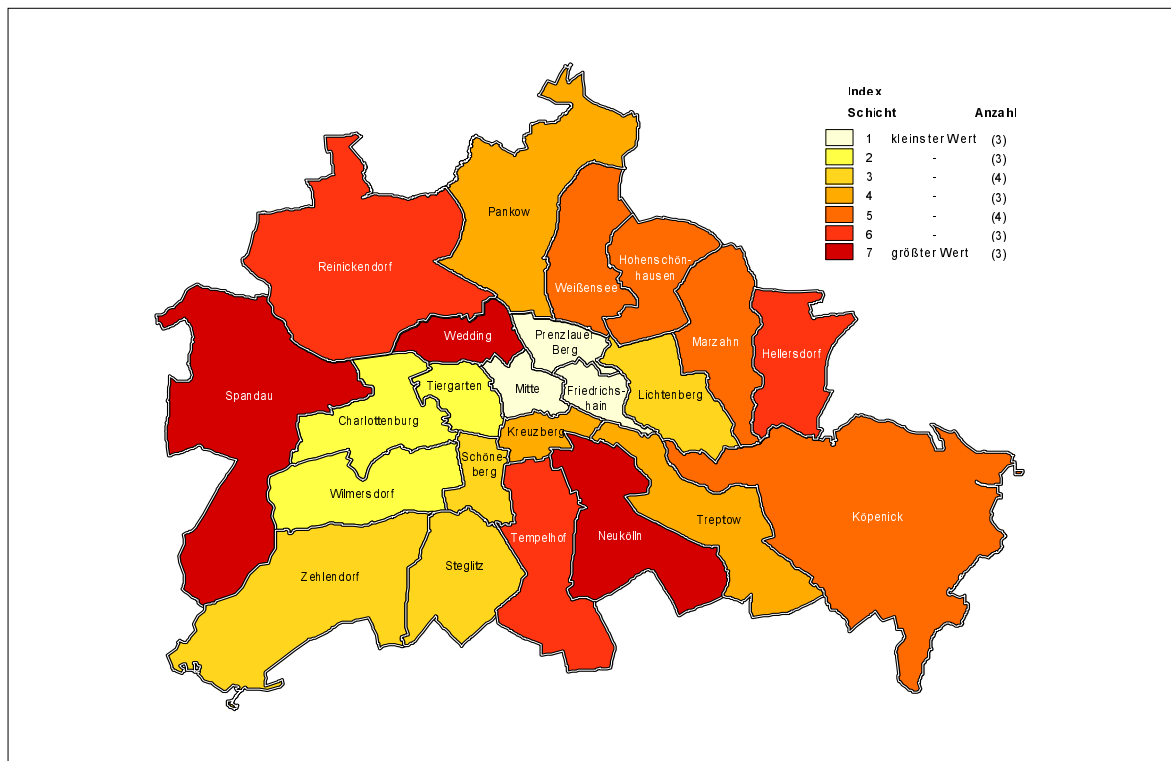 Index
Schicht Anzahl
1 kleinster Wert (3)
2 - (3)
3 - (4)
4 - (3)
5 - (4)
6 - (3)
7 größter Wert (3)
Pankow
Reinickendorf
Hohenschön-
hausen
Weißensee
Wedding
Prenzlauer
Berg
Marzahn
Hellersdorf
Spandau
Tiergarten
Mitte
Friedrichs-
hain
Lichtenberg
Charlottenburg
Kreuzberg
Schöne-
berg
Wilmersdorf
Treptow
Köpenick
Tempelhof
Neukölln
Steglitz
Zehlendorf